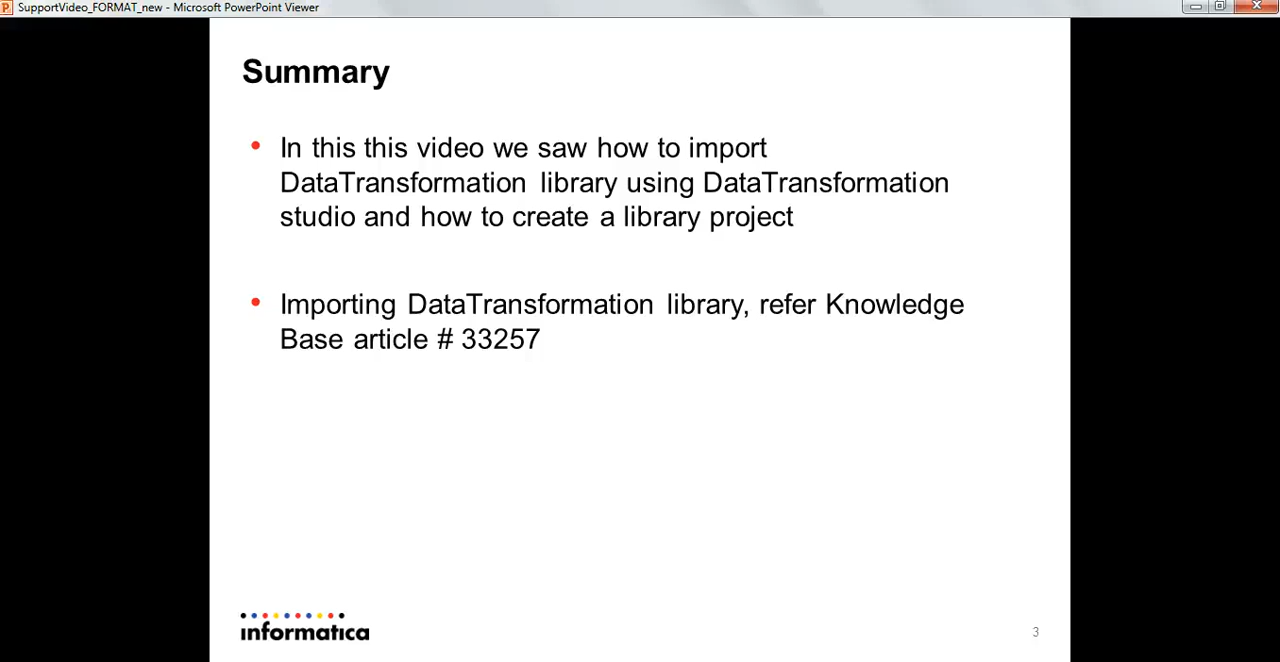 SupportVideo_FORMAT_new - Microsoft PowerPoint Viewer
Summary
• In this this video we saw how to import
DataTransformation library using DataTransformation
studio and how to create a library project
• Importing DataTransformation library, refer Knowledge
Base article # 33257
informatica
3